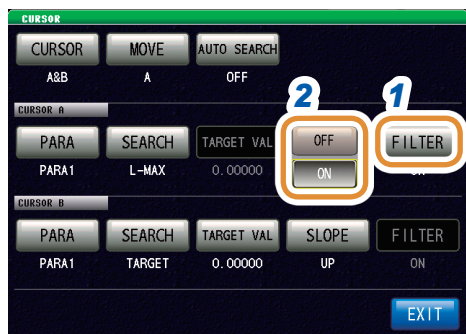 CURSOR
CURSOR MOVE AUTO SEARCH
A&B A OFF
2 1
CURSOR A
PARA SEARCH TARGET VAL OFF FILTER
PARA1 L-MAX 0.00000 ON ON
CURSOR B
PARA SEARCH TARGET VAL SLOPE FILTER
PARA1 TARGET 0.00000 UP ON
EXIT